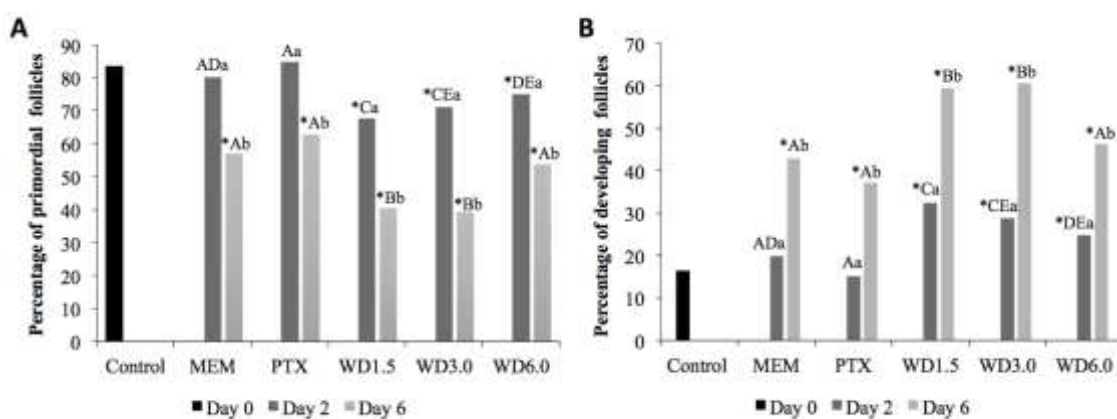 A
Percentage of primordial follicles
90
80
70
60
50
40
30
20
10
0
ADa
*Ab
Aa
*Ab
*Ca
*Bb
*CEa
*Bb
*DEa
*Ab
Control MEM PTX WD1.5 WD3.0 WD6.0
Day 0 Day 2 Day 6
B
Percentage of developing follicles
70
60
50
40
30
20
10
0
ADa
*Ab
Aa
*Ab
*Ca
*Bb
*CEa
*Bb
*DEa
*Ab
Control MEM PTX WD1.5 WD3.0 WD6.0
Day 0 Day 2 Day 6